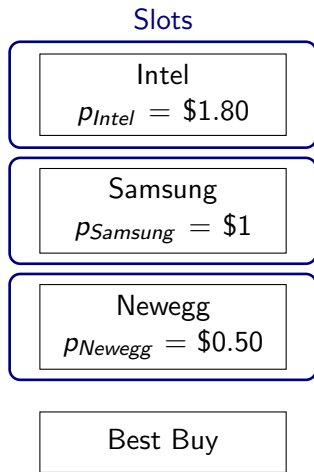 Slots
Intel
p_Intel = $1.80
Samsung
p_Samsung = $1
Newegg
p_Newegg = $0.50
Best Buy